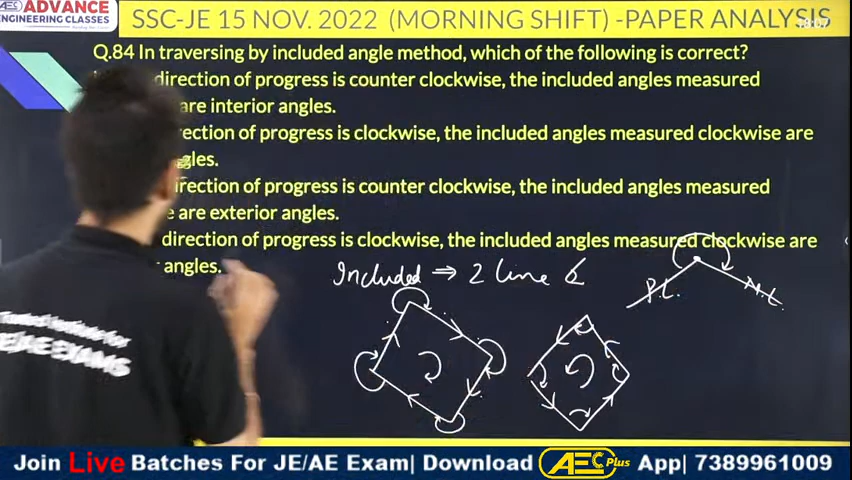 AEC ADVANCE
ENGINEERING CLASSES
SSC-JE 15 NOV. 2022 (MORNING SHIFT) -PAPER ANALYSIS
Q.84 In traversing by included angle method, which of the following is correct?
direction of progress is counter clockwise, the included angles measured
are interior angles.
rection of progress is clockwise, the included angles measured clockwise are
gles.
irection of progress is counter clockwise, the included angles measured
e are exterior angles.
direction of progress is clockwise, the included angles measured clockwise are
angles.
Included ⇒ 2 line
P.L. N.L.
JE/AE EXAMS
Join Live Batches For JE/AE Exam| Download AEC Plus App| 7389961009